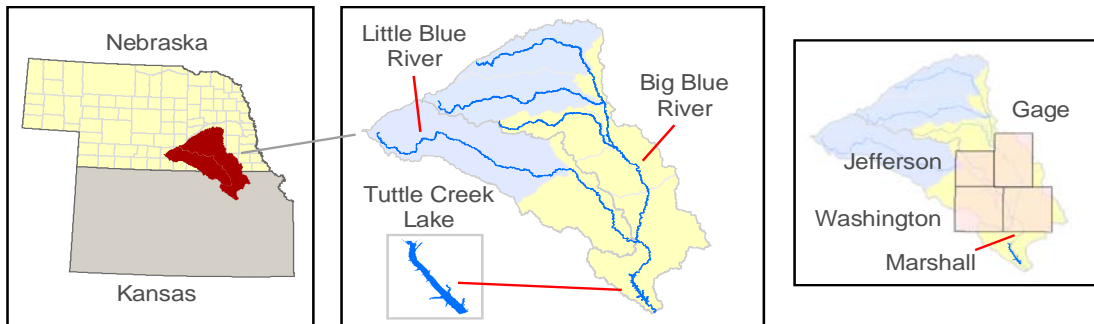 Nebraska
Kansas
Little Blue
River
Big Blue
River
Tuttle Creek
Lake
Gage
Jefferson
Washington
Marshall